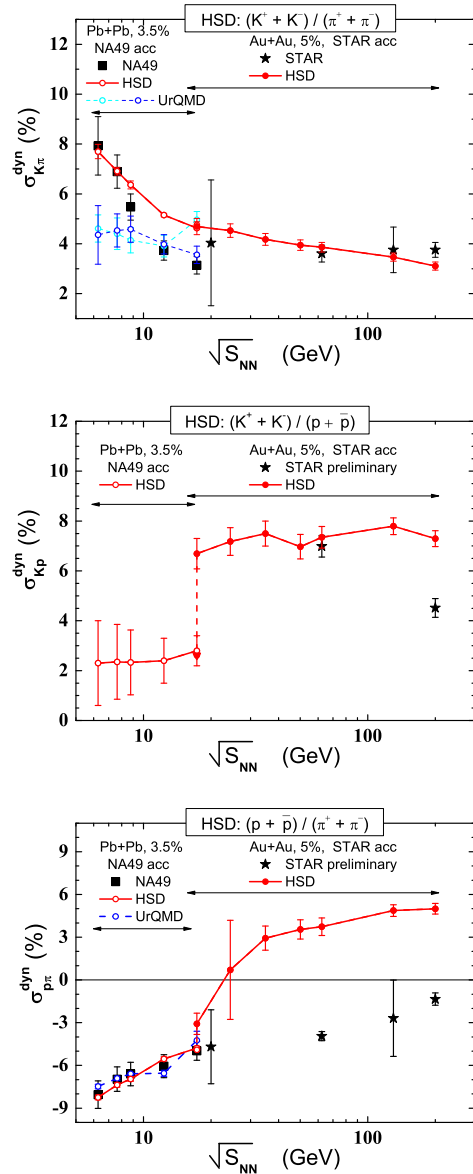 HSD: (K⁺ + K⁻) / (π⁺ + π⁻)
Pb+Pb, 3.5%
NA49 acc
NA49
HSD
UrQMD
Au+Au, 5%, STAR acc
STAR
HSD
12
10
8
6
4
2
σ^dyn_Kπ (%)
10
100
√S_NN (GeV)
HSD: (K⁺ + K⁻) / (p + p̄)
Pb+Pb, 3.5%
NA49 acc
HSD
Au+Au, 5%, STAR acc
STAR preliminary
HSD
12
10
8
6
4
2
0
σ^dyn_Kp (%)
10
100
√S_NN (GeV)
HSD: (p + p̄) / (π⁺ + π⁻)
Pb+Pb, 3.5%
NA49 acc
NA49
HSD
UrQMD
Au+Au, 5%, STAR acc
STAR preliminary
HSD
9
6
3
0
-3
-6
-9
σ^dyn_pπ (%)
10
100
√S_NN (GeV)